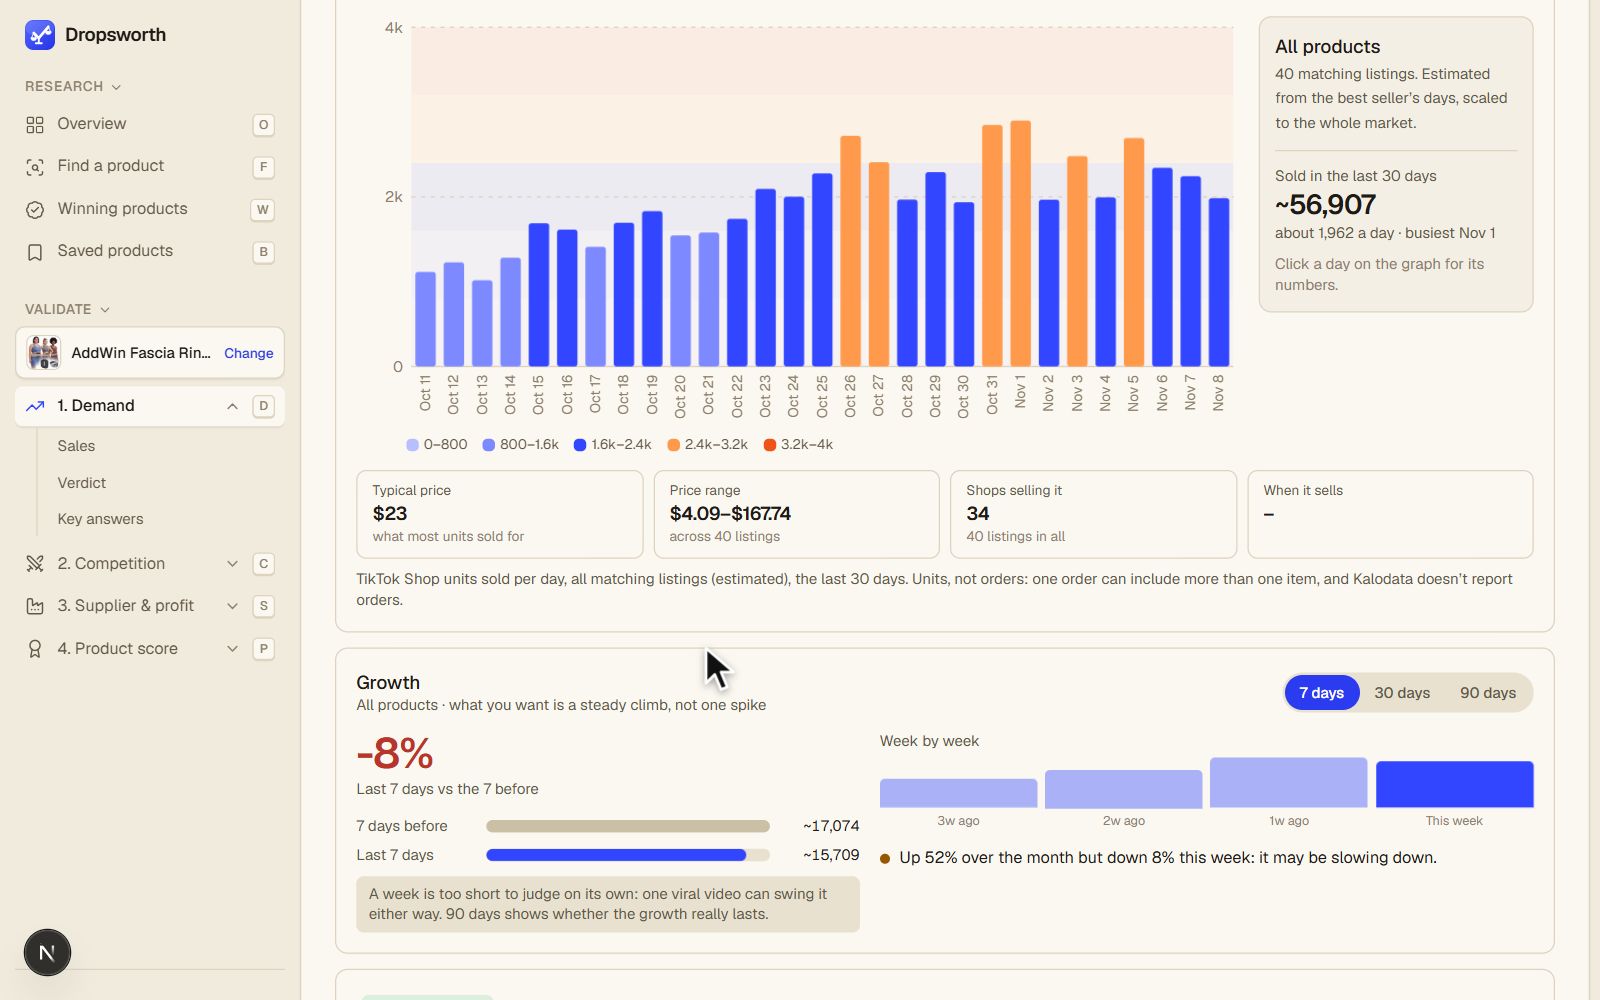 Dropsworth
RESEARCH
Overview
O
Find a product
F
Winning products
W
Saved products
B
VALIDATE
AddWin Fascia Rin...
Change
1. Demand
D
Sales
Verdict
Key answers
2. Competition
C
3. Supplier & profit
S
4. Product score
P
N
4k
2k
0
Oct 11
Oct 12
Oct 13
Oct 14
Oct 15
Oct 16
Oct 17
Oct 18
Oct 19
Oct 20
Oct 21
Oct 22
Oct 23
Oct 24
Oct 25
Oct 26
Oct 27
Oct 28
Oct 29
Oct 30
Oct 31
Nov 1
Nov 2
Nov 3
Nov 4
Nov 5
Nov 6
Nov 7
Nov 8
0–800
800–1.6k
1.6k–2.4k
2.4k–3.2k
3.2k–4k
All products
40 matching listings. Estimated
from the best seller's days, scaled
to the whole market.
Sold in the last 30 days
~56,907
about 1,962 a day · busiest Nov 1
Click a day on the graph for its
numbers.
Typical price
$23
what most units sold for
Price range
$4.09–$167.74
across 40 listings
Shops selling it
34
40 listings in all
When it sells
–
TikTok Shop units sold per day, all matching listings (estimated), the last 30 days. Units, not orders: one order can include more than one item, and Kalodata doesn't report
orders.
Growth
All products · what you want is a steady climb, not one spike
7 days
30 days
90 days
-8%
Last 7 days vs the 7 before
7 days before
~17,074
Last 7 days
~15,709
A week is too short to judge on its own: one viral video can swing it
either way. 90 days shows whether the growth really lasts.
Week by week
3w ago
2w ago
1w ago
This week
Up 52% over the month but down 8% this week: it may be slowing down.